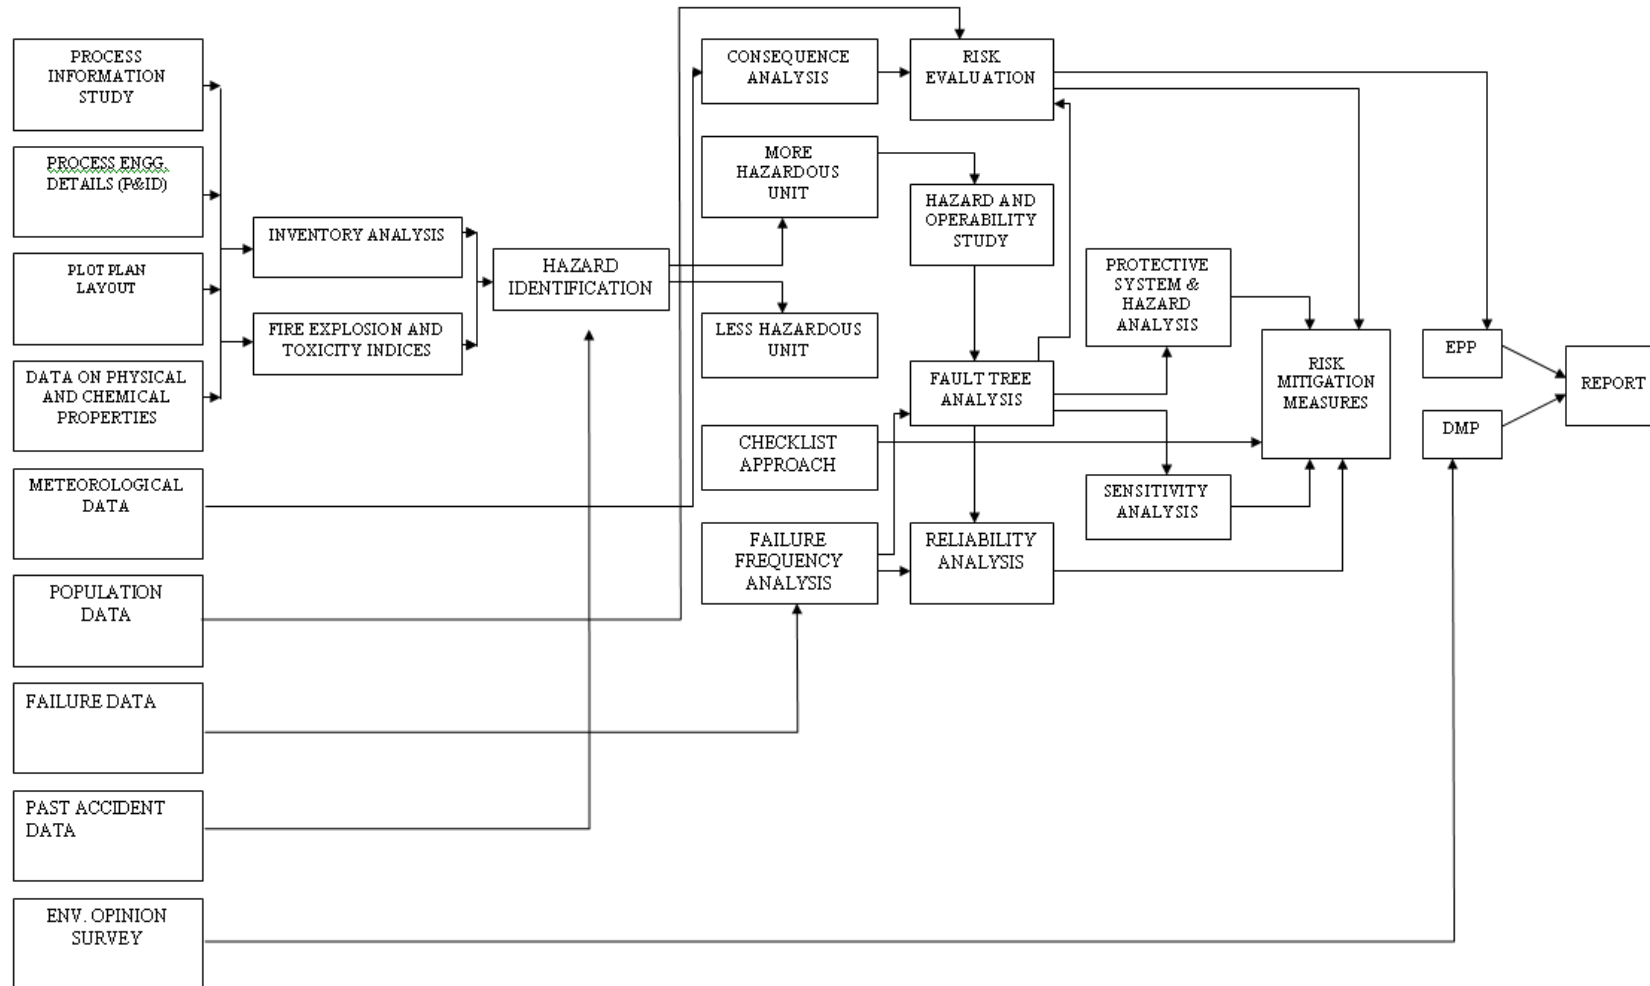 PROCESS
INFORMATION
STUDY
PROCESS ENGG.
DETAILS (P&ID)
PLOT PLAN
LAYOUT
DATA ON PHYSICAL
AND CHEMICAL
PROPERTIES
METEOROLOGICAL
DATA
POPULATION
DATA
FAILURE DATA
PAST ACCIDENT
DATA
ENV. OPINION
SURVEY
INVENTORY ANALYSIS
FIRE EXPLOSION AND
TOXICITY INDICES
HAZARD
IDENTIFICATION
CONSEQUENCE
ANALYSIS
MORE
HAZARDOUS
UNIT
LESS HAZARDOUS
UNIT
CHECKLIST
APPROACH
FAILURE
FREQUENCY
ANALYSIS
RISK
EVALUATION
HAZARD AND
OPERABILITY
STUDY
FAULT TREE
ANALYSIS
RELIABILITY
ANALYSIS
PROTECTIVE
SYSTEM &
HAZARD
ANALYSIS
SENSITIVITY
ANALYSIS
RISK
MITIGATION
MEASURES
EPP
DMP
REPORT